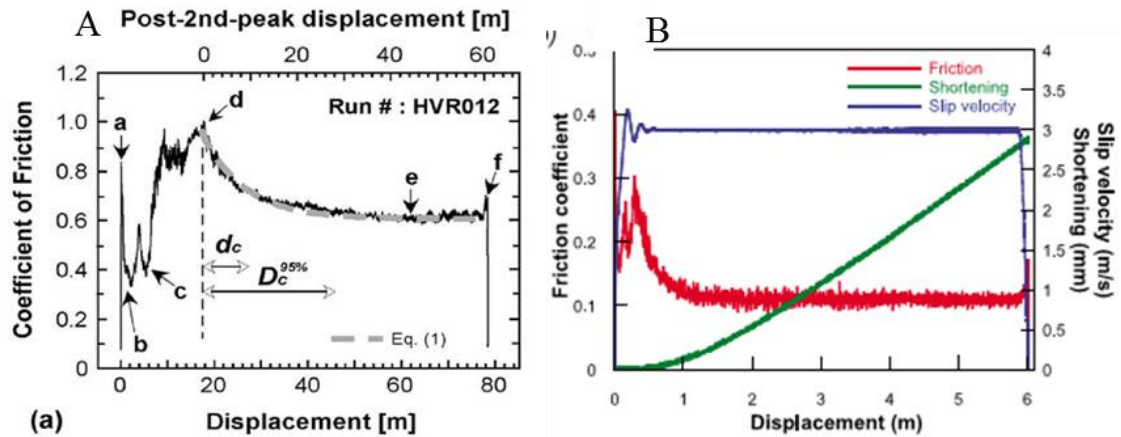 A
Post-2nd-peak displacement [m]
0 20 40 60
Coefficient of Friction
1.2
1.0
0.8
0.6
0.4
0.2
0
Run # : HVR012
a
d
f
e
c
b
dc
Dc95%
Eq. (1)
0 20 40 60 80
Displacement [m]
(a)
B
Friction coefficient
0.4
0.3
0.2
0.1
0
Friction
Shortening
Slip velocity
4
3.5
3
2.5
2
1.5
1
0.5
0
Slip velocity (m/s)
Shortening (mm)
0 1 2 3 4 5 6
Displacement (m)